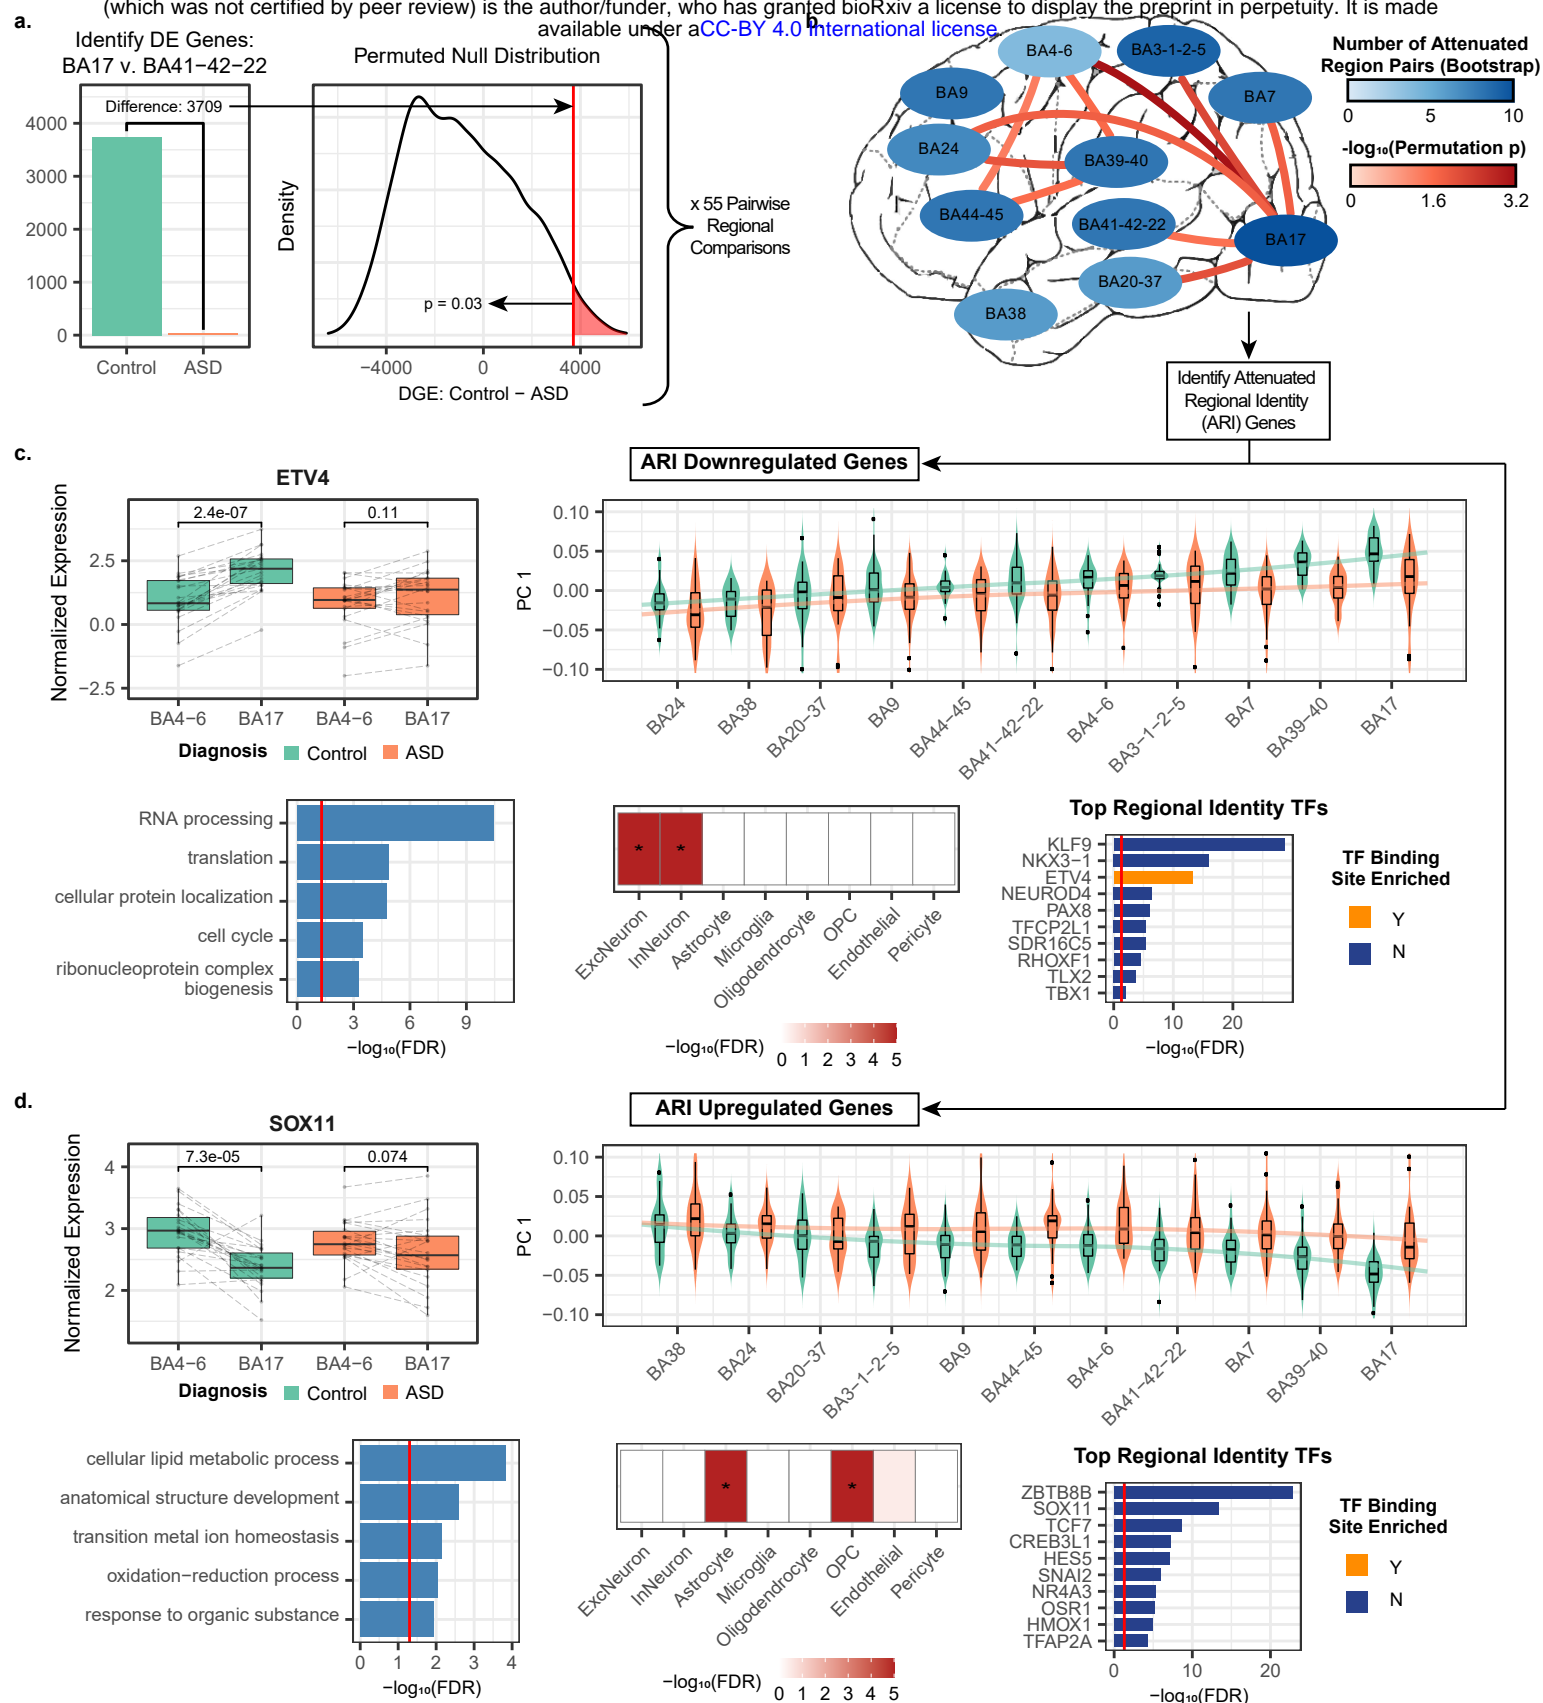 (which was not certified by peer review) is the author/funder, who has granted bioRxiv a license to display the preprint in perpetuity. It is made
available under aCC-BY 4.0 International license.
a.
b.
Identify DE Genes:
BA17 v. BA41−42−22
Difference: 3709
4000
3000
2000
1000
0
Control
ASD
Permuted Null Distribution
Density
p = 0.03
−4000
0
4000
DGE: Control − ASD
x 55 Pairwise
Regional
Comparisons
BA4-6
BA3-1-2-5
BA9
BA7
BA24
BA39-40
BA44-45
BA41-42-22
BA17
BA20-37
BA38
Number of Attenuated
Region Pairs (Bootstrap)
0
5
10
-log₁₀(Permutation p)
0
1.6
3.2
Identify Attenuated
Regional Identity
(ARI) Genes
c.
ARI Downregulated Genes
ETV4
Normalized Expression
2.4e-07
0.11
2.5
0.0
−2.5
BA4−6
BA17
BA4−6
BA17
Diagnosis
Control
ASD
PC 1
0.10
0.05
0.00
−0.05
−0.10
BA24
BA38
BA20−37
BA9
BA44−45
BA41−42−22
BA4−6
BA3−1−2−5
BA7
BA39−40
BA17
RNA processing
translation
cellular protein localization
cell cycle
ribonucleoprotein complex
biogenesis
0
3
6
9
−log₁₀(FDR)
*
*
ExcNeuron
InNeuron
Astrocyte
Microglia
Oligodendrocyte
OPC
Endothelial
Pericyte
−log₁₀(FDR)
0 1 2 3 4 5
Top Regional Identity TFs
KLF9
NKX3−1
ETV4
NEUROD4
PAX8
TFCP2L1
SDR16C5
RHOXF1
TLX2
TBX1
0
10
20
−log₁₀(FDR)
TF Binding
Site Enriched
Y
N
d.
ARI Upregulated Genes
SOX11
Normalized Expression
7.3e-05
0.074
4
3
2
BA4−6
BA17
BA4−6
BA17
Diagnosis
Control
ASD
PC 1
0.10
0.05
0.00
−0.05
−0.10
BA38
BA24
BA20−37
BA3−1−2−5
BA9
BA44−45
BA4−6
BA41−42−22
BA7
BA39−40
BA17
cellular lipid metabolic process
anatomical structure development
transition metal ion homeostasis
oxidation−reduction process
response to organic substance
0
1
2
3
4
−log₁₀(FDR)
*
*
ExcNeuron
InNeuron
Astrocyte
Microglia
Oligodendrocyte
OPC
Endothelial
Pericyte
−log₁₀(FDR)
0 1 2 3 4 5
Top Regional Identity TFs
ZBTB8B
SOX11
TCF7
CREB3L1
HES5
SNAI2
NR4A3
OSR1
HMOX1
TFAP2A
0
10
20
−log₁₀(FDR)
TF Binding
Site Enriched
Y
N